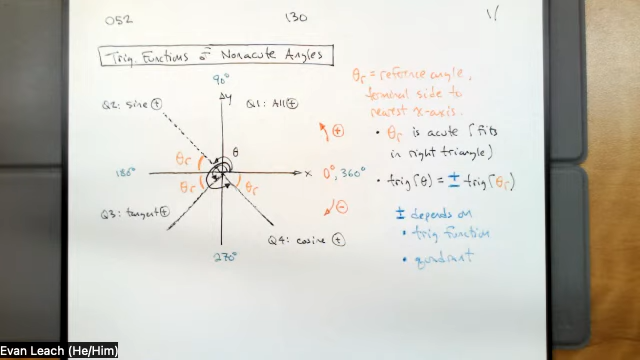 052
130
1/
Trig. Functions of Nonacute Angles
90°
Q2: sine +
y
Q1: All +
θ
θr
180°
x
0°, 360°
θr
θr
+
−
Q3: tangent +
Q4: cosine +
270°
θr = reference angle,
terminal side to
nearest x-axis.
• θr is acute (fits
in right triangle)
• trig(θ) = ± trig(θr)
± depends on
• trig function
• quadrant
Evan Leach (He/Him)